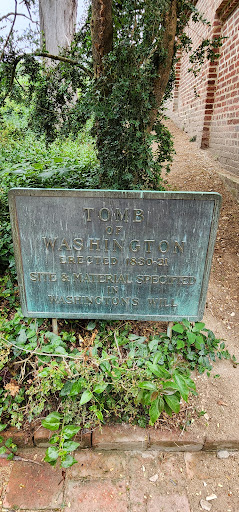 TOMB
OF
WASHINGTON
ERECTED 1830-31
SITE & MATERIAL SPECIFIED
IN
WASHINGTON'S WILL